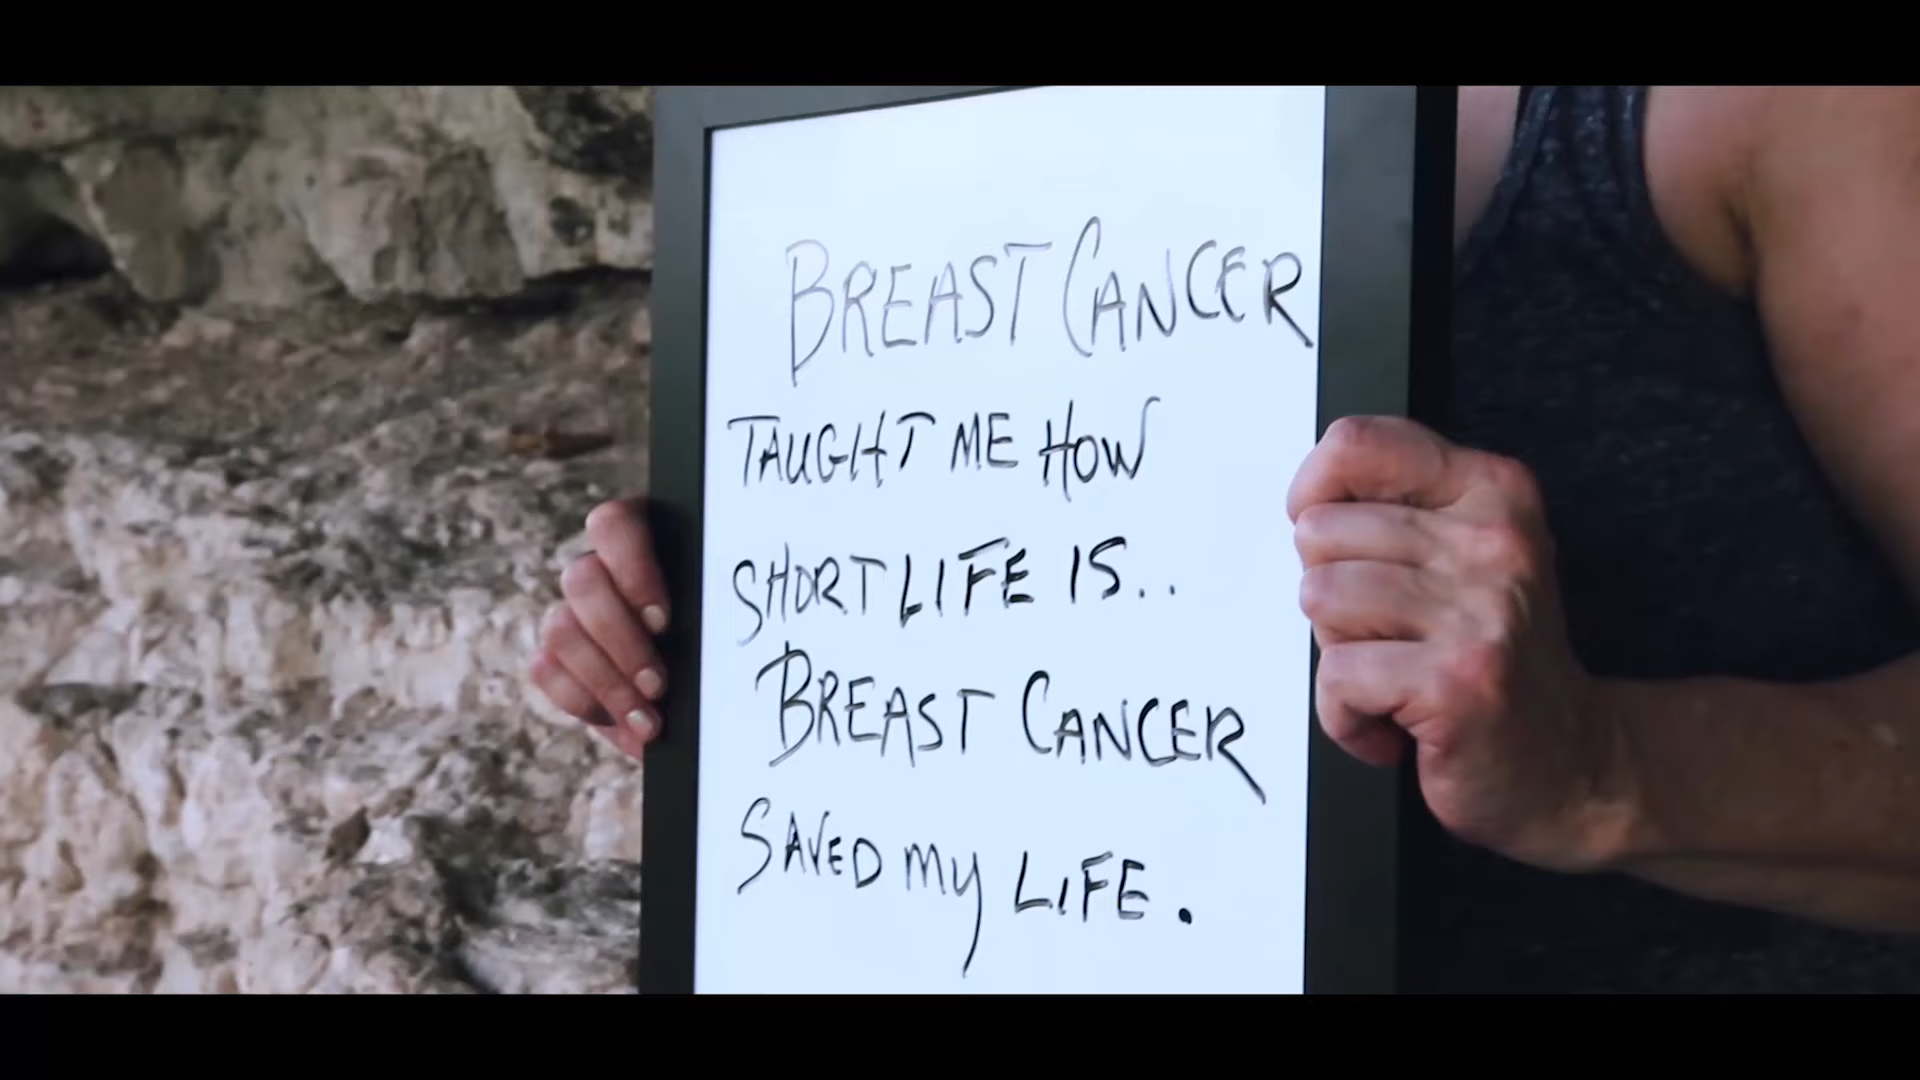 BREAST CANCER
TAUGHT ME HOW
SHORT LIFE IS..
BREAST CANCER
SAVED MY LIFE.